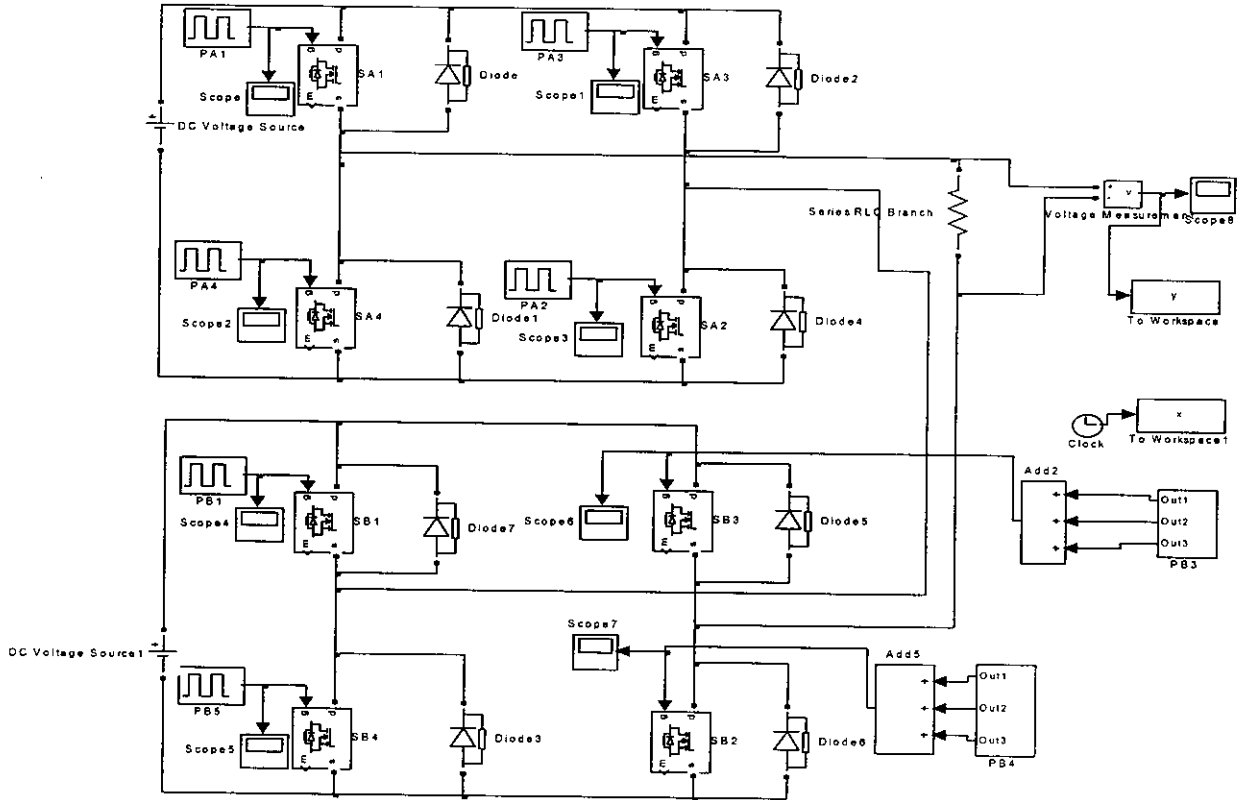 PA1
SA1
Scope
Diode
PA3
SA3
Scope1
Diode2
DC Voltage Source
Series RLC Branch
Voltage Measurement
Scope8
y
To Workspace
PA4
SA4
Scope2
Diode1
PA2
SA2
Scope3
Diode4
Clock
x
To Workspace1
PB1
SB1
Scope4
Diode7
Scope6
SB3
Diode5
Add2
Out1
Out2
Out3
PB3
DC Voltage Source1
PB5
SB4
Scope5
Diode3
Scope7
SB2
Diode6
Add5
Out1
Out2
Out3
PB4